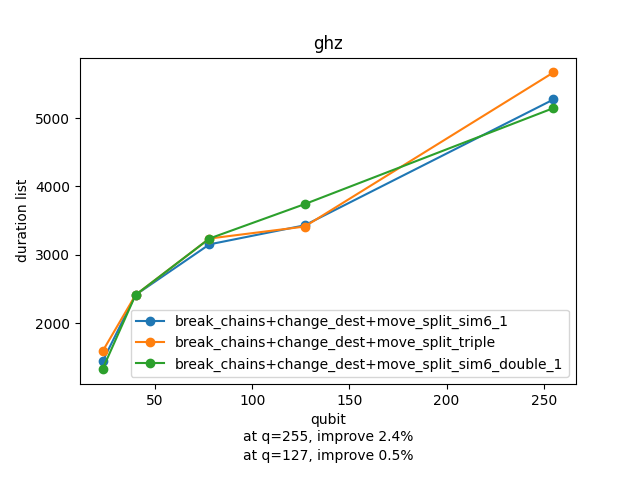 ghz
duration list
5000
4000
3000
2000
break_chains+change_dest+move_split_sim6_1
break_chains+change_dest+move_split_triple
break_chains+change_dest+move_split_sim6_double_1
50
100
150
200
250
qubit
at q=255, improve 2.4%
at q=127, improve 0.5%